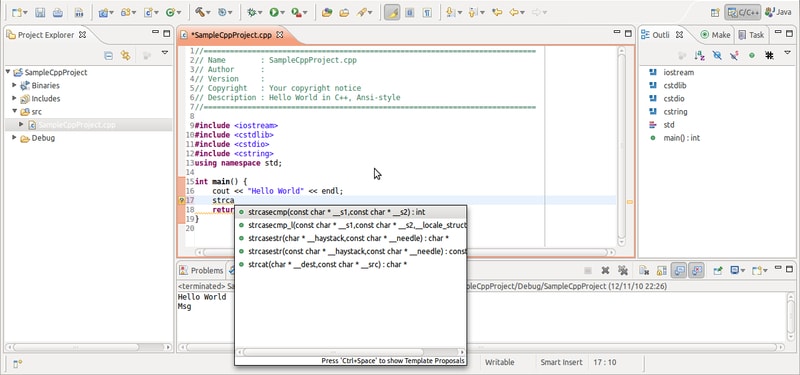 C/C++ Java
Project Explorer
*SampleCppProject.cpp
Outli Make Task
SampleCppProject
Binaries
Includes
src
SampleCppProject.cpp
Debug
1//============================================================================
2// Name        : SampleCppProject.cpp
3// Author      :
4// Version     :
5// Copyright   : Your copyright notice
6// Description : Hello World in C++, Ansi-style
7//============================================================================
8
9#include <iostream>
10#include <cstdlib>
11#include <cstdio>
12#include <cstring>
13using namespace std;
14
15int main() {
16    cout << "Hello World" << endl;
17    strca
18    retur
19}
20
strcasecmp(const char * __s1,const char * __s2) : int
strcasecmp_l(const char * __s1,const char * __s2,__locale_struct
strcasestr(char * __haystack,const char * __needle) : char *
strcasestr(const char * __haystack,const char * __needle) : const
strcat(char * __dest,const char * __src) : char *
Press 'Ctrl+Space' to show Template Proposals
iostream
cstdlib
cstdio
cstring
std
main() : int
Problems
<terminated> Sa
CppProject/Debug/SampleCppProject (12/11/10 22:26)
Hello World
Msg
Writable Smart Insert 17 : 10